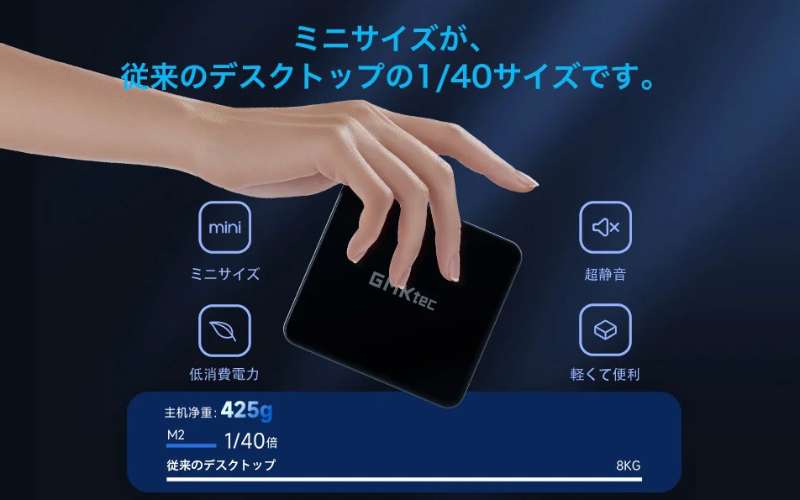 ミニサイズが、
従来のデスクトップの1/40サイズです。
GMKtec
mini
ミニサイズ
超静音
低消費電力
軽くて便利
主机净重: 425g
M2
1/40倍
従来のデスクトップ 8KG